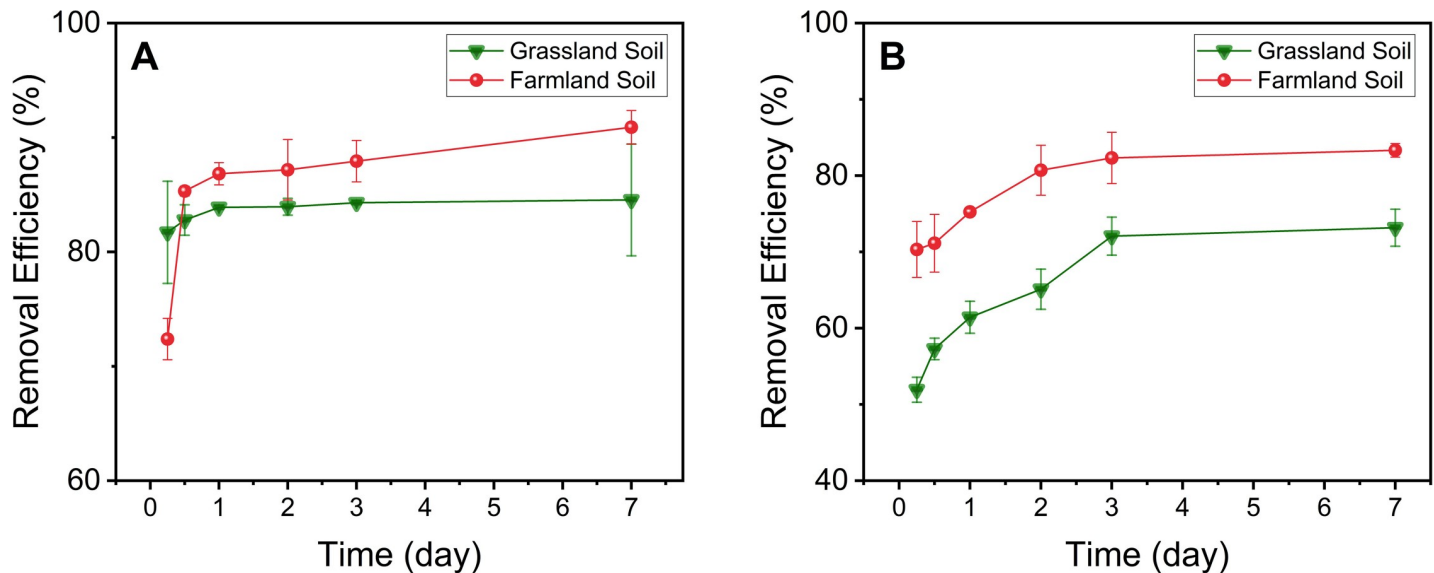 A
Grassland Soil
Farmland Soil
Removal Efficiency (%)
100
80
60
0 1 2 3 4 5 6 7
Time (day)
B
Grassland Soil
Farmland Soil
Removal Efficiency (%)
100
80
60
40
0 1 2 3 4 5 6 7
Time (day)